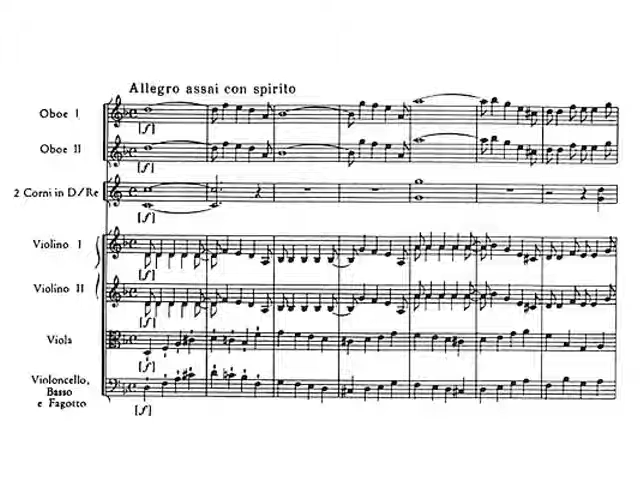 Allegro assai con spirito
Oboe I
[f]
Oboe II
[f]
2 Corni in D/Re
[f]
Violino I
[f]
Violino II
[f]
Viola
[f]
Violoncello,
Basso
e Fagotto
[f]